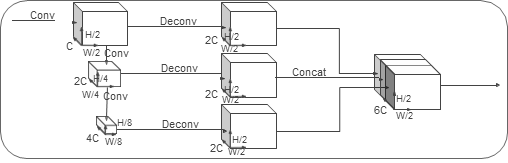 Conv
Deconv
H/2
C
W/2
Conv
2C
H/2
W/2
Deconv
Concat
H/4
2C
W/4
Conv
2C
H/2
W/2
6C
H/2
W/2
Deconv
H/8
4C
W/8
2C
H/2
W/2